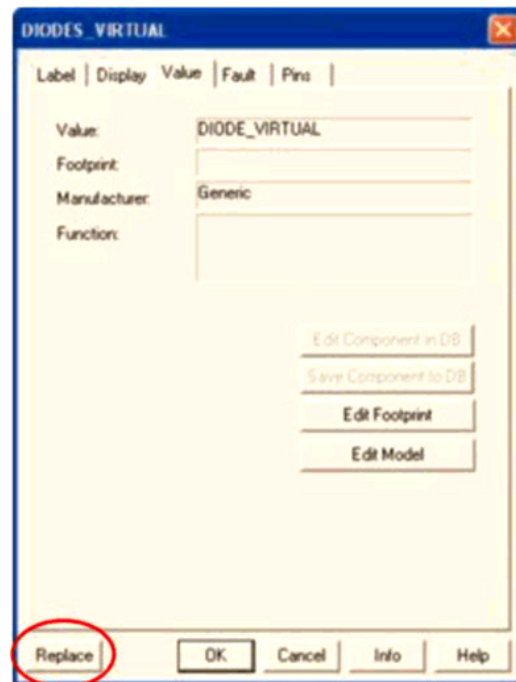 DIODES_VIRTUAL
Label Display Value Fault Pins
Value: DIODE_VIRTUAL
Footprint:
Manufacturer: Generic
Function:
Edit Component in DB
Save Component to DB
Edit Footprint
Edit Model
Replace OK Cancel Info Help